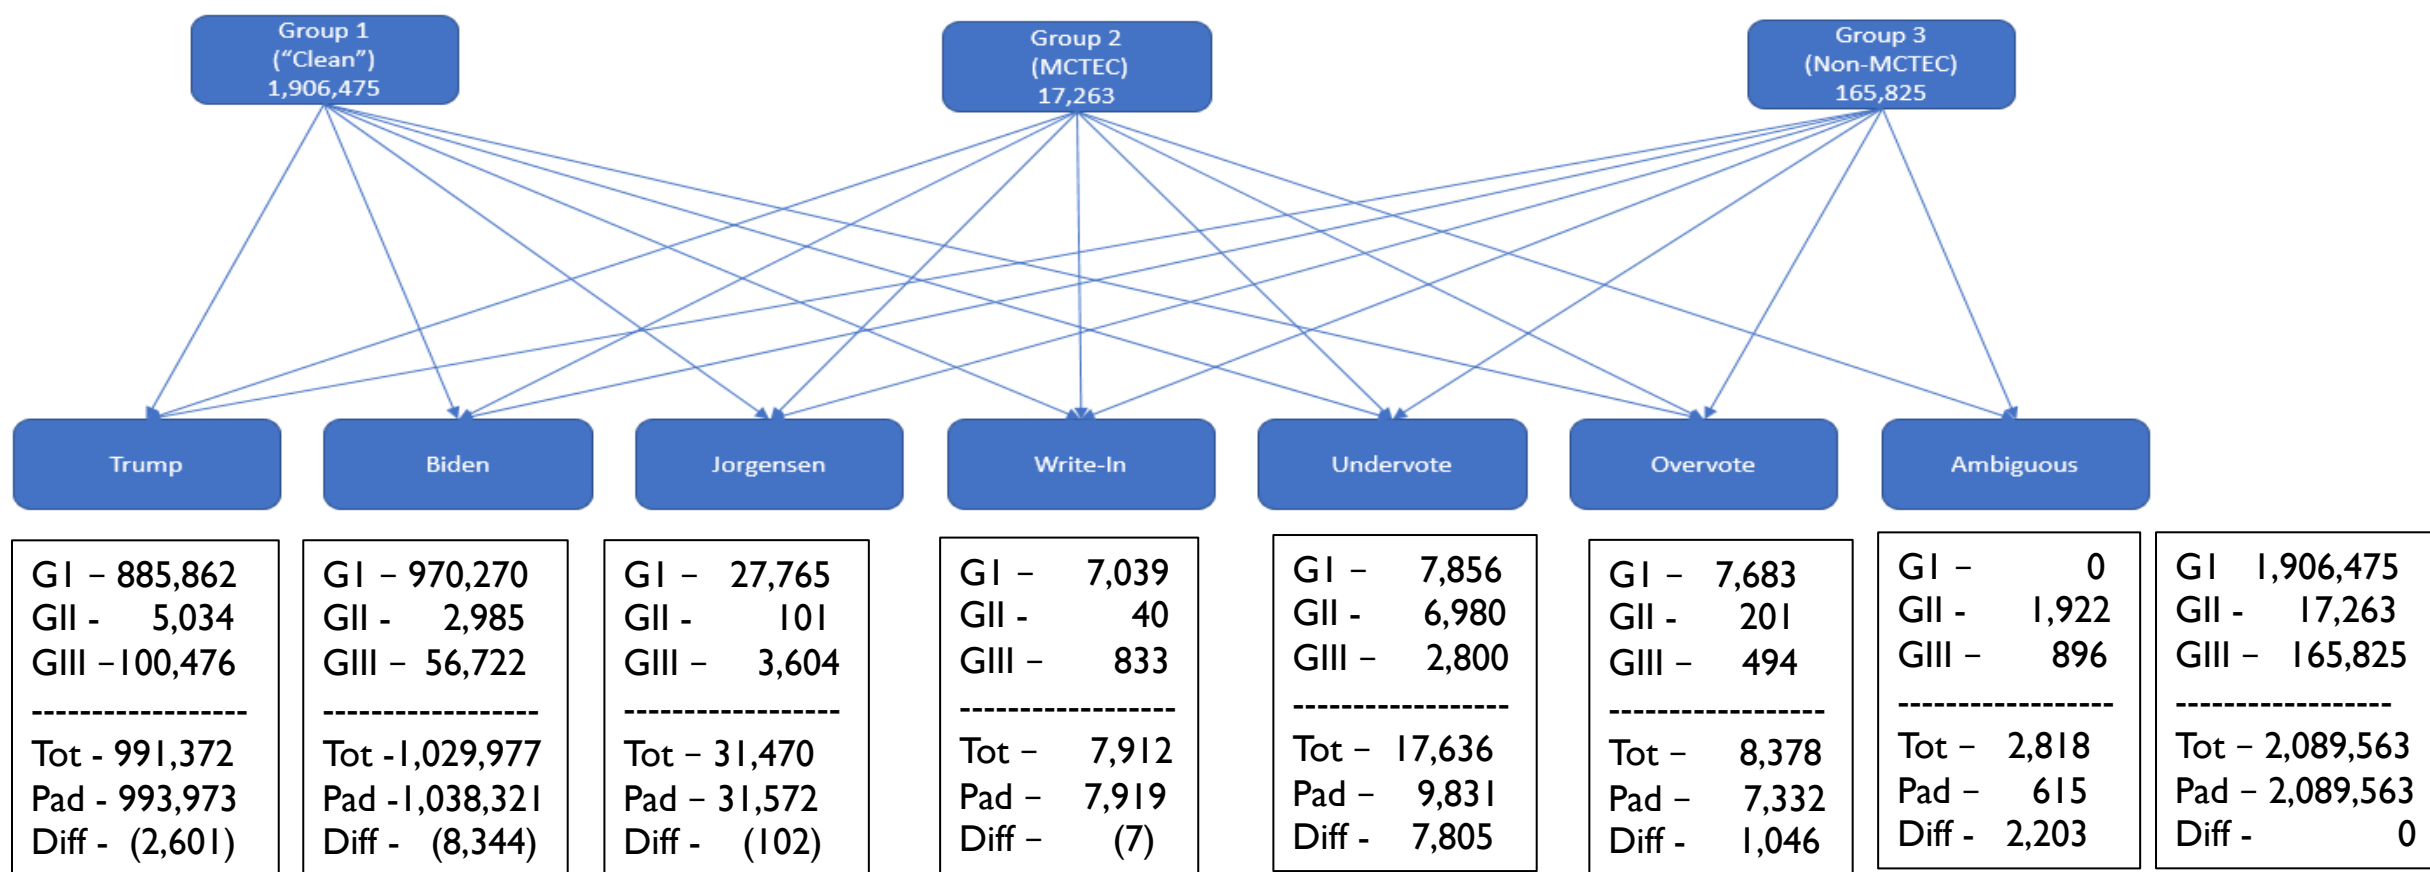 Group 1
(“Clean”)
1,906,475
Group 2
(MCTEC)
17,263
Group 3
(Non-MCTEC)
165,825
Trump
Biden
Jorgensen
Write-In
Undervote
Overvote
Ambiguous
G1 – 885,862
GII - 5,034
GIII –100,476
------------------
Tot - 991,372
Pad - 993,973
Diff - (2,601)
G1 – 970,270
GII - 2,985
GIII – 56,722
------------------
Tot -1,029,977
Pad -1,038,321
Diff - (8,344)
G1 – 27,765
GII - 101
GIII – 3,604
------------------
Tot – 31,470
Pad – 31,572
Diff - (102)
G1 – 7,039
GII - 40
GIII – 833
------------------
Tot – 7,912
Pad – 7,919
Diff – (7)
G1 – 7,856
GII - 6,980
GIII – 2,800
------------------
Tot – 17,636
Pad – 9,831
Diff - 7,805
G1 – 7,683
GII - 201
GIII – 494
------------------
Tot – 8,378
Pad – 7,332
Diff - 1,046
G1 – 0
GII - 1,922
GIII – 896
------------------
Tot – 2,818
Pad – 615
Diff - 2,203
G1 1,906,475
GII - 17,263
GIII – 165,825
------------------
Tot – 2,089,563
Pad – 2,089,563
Diff - 0